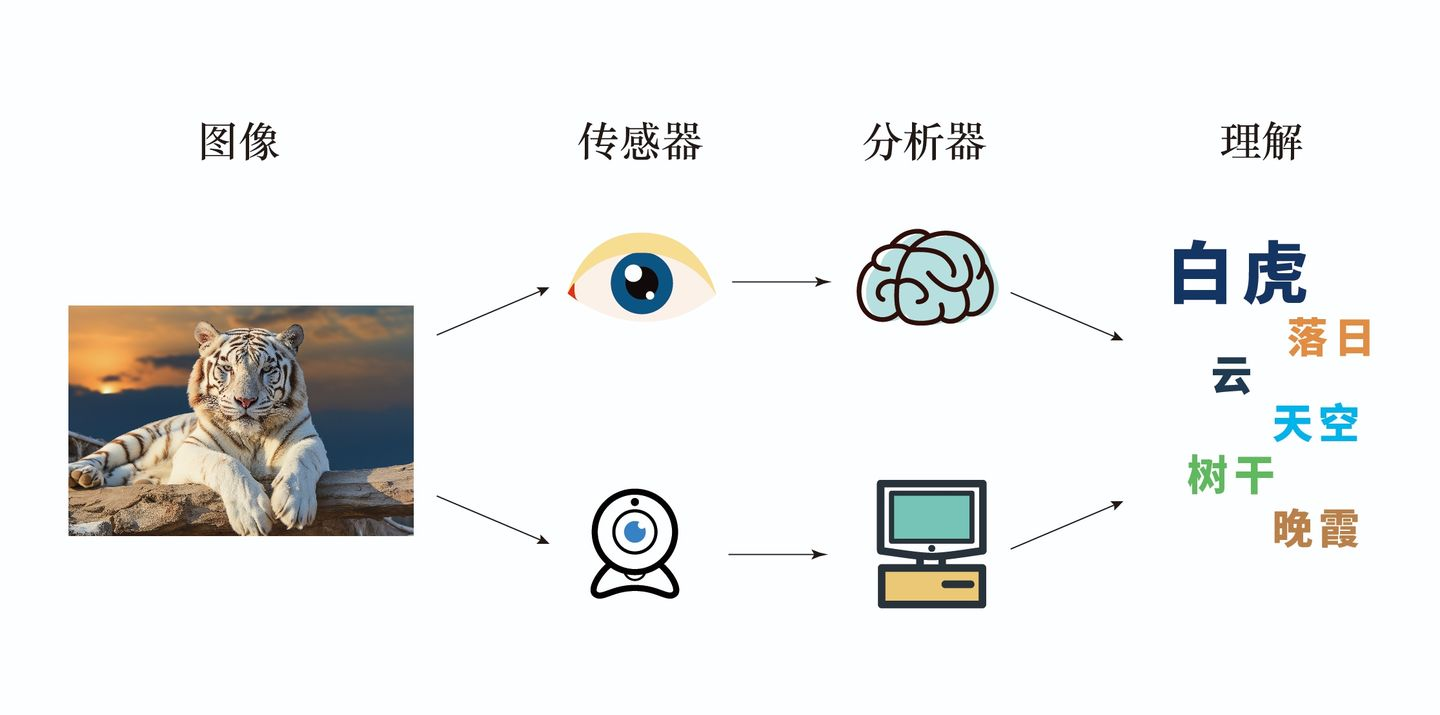 图像 传感器 分析器 理解
白虎
落日
云
天空
树干
晚霞